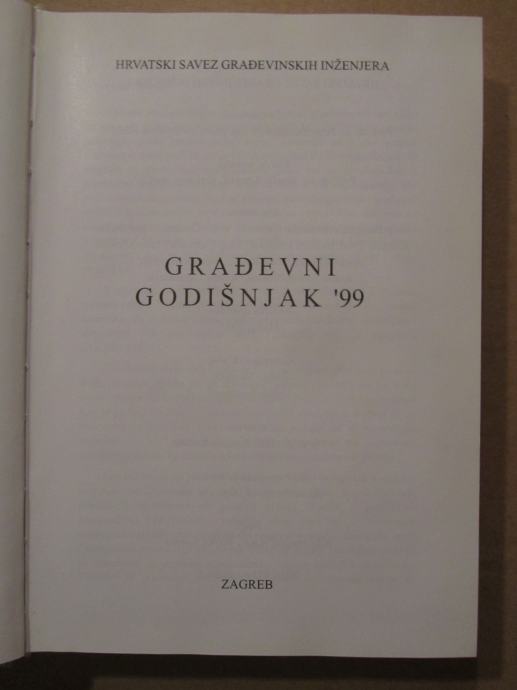 HRVATSKI SAVEZ GRAĐEVINSKIH INŽENJERA
GRAĐEVNI
GODIŠNJAK '99
ZAGREB